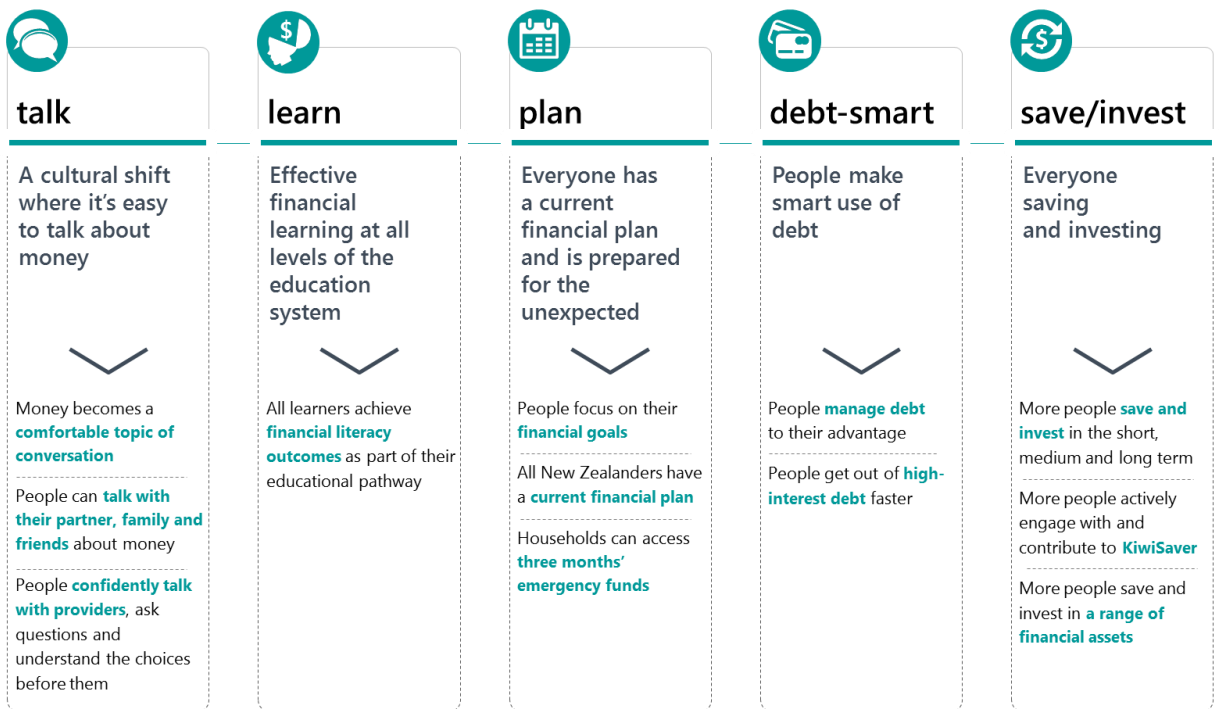 $
$
talk
A cultural shift
where it’s easy
to talk about
money
Money becomes a
comfortable topic of
conversation
People can talk with
their partner, family and
friends about money
People confidently talk
with providers, ask
questions and
understand the choices
before them
learn
Effective
financial
learning at all
levels of the
education
system
All learners achieve
financial literacy
outcomes as part of their
educational pathway
plan
Everyone has
a current
financial plan
and is prepared
for the
unexpected
People focus on their
financial goals
All New Zealanders have
a current financial plan
Households can access
three months’
emergency funds
debt-smart
People make
smart use of
debt
People manage debt
to their advantage
People get out of high-
interest debt faster
save/invest
Everyone
saving
and investing
More people save and
invest in the short,
medium and long term
More people actively
engage with and
contribute to KiwiSaver
More people save and
invest in a range of
financial assets